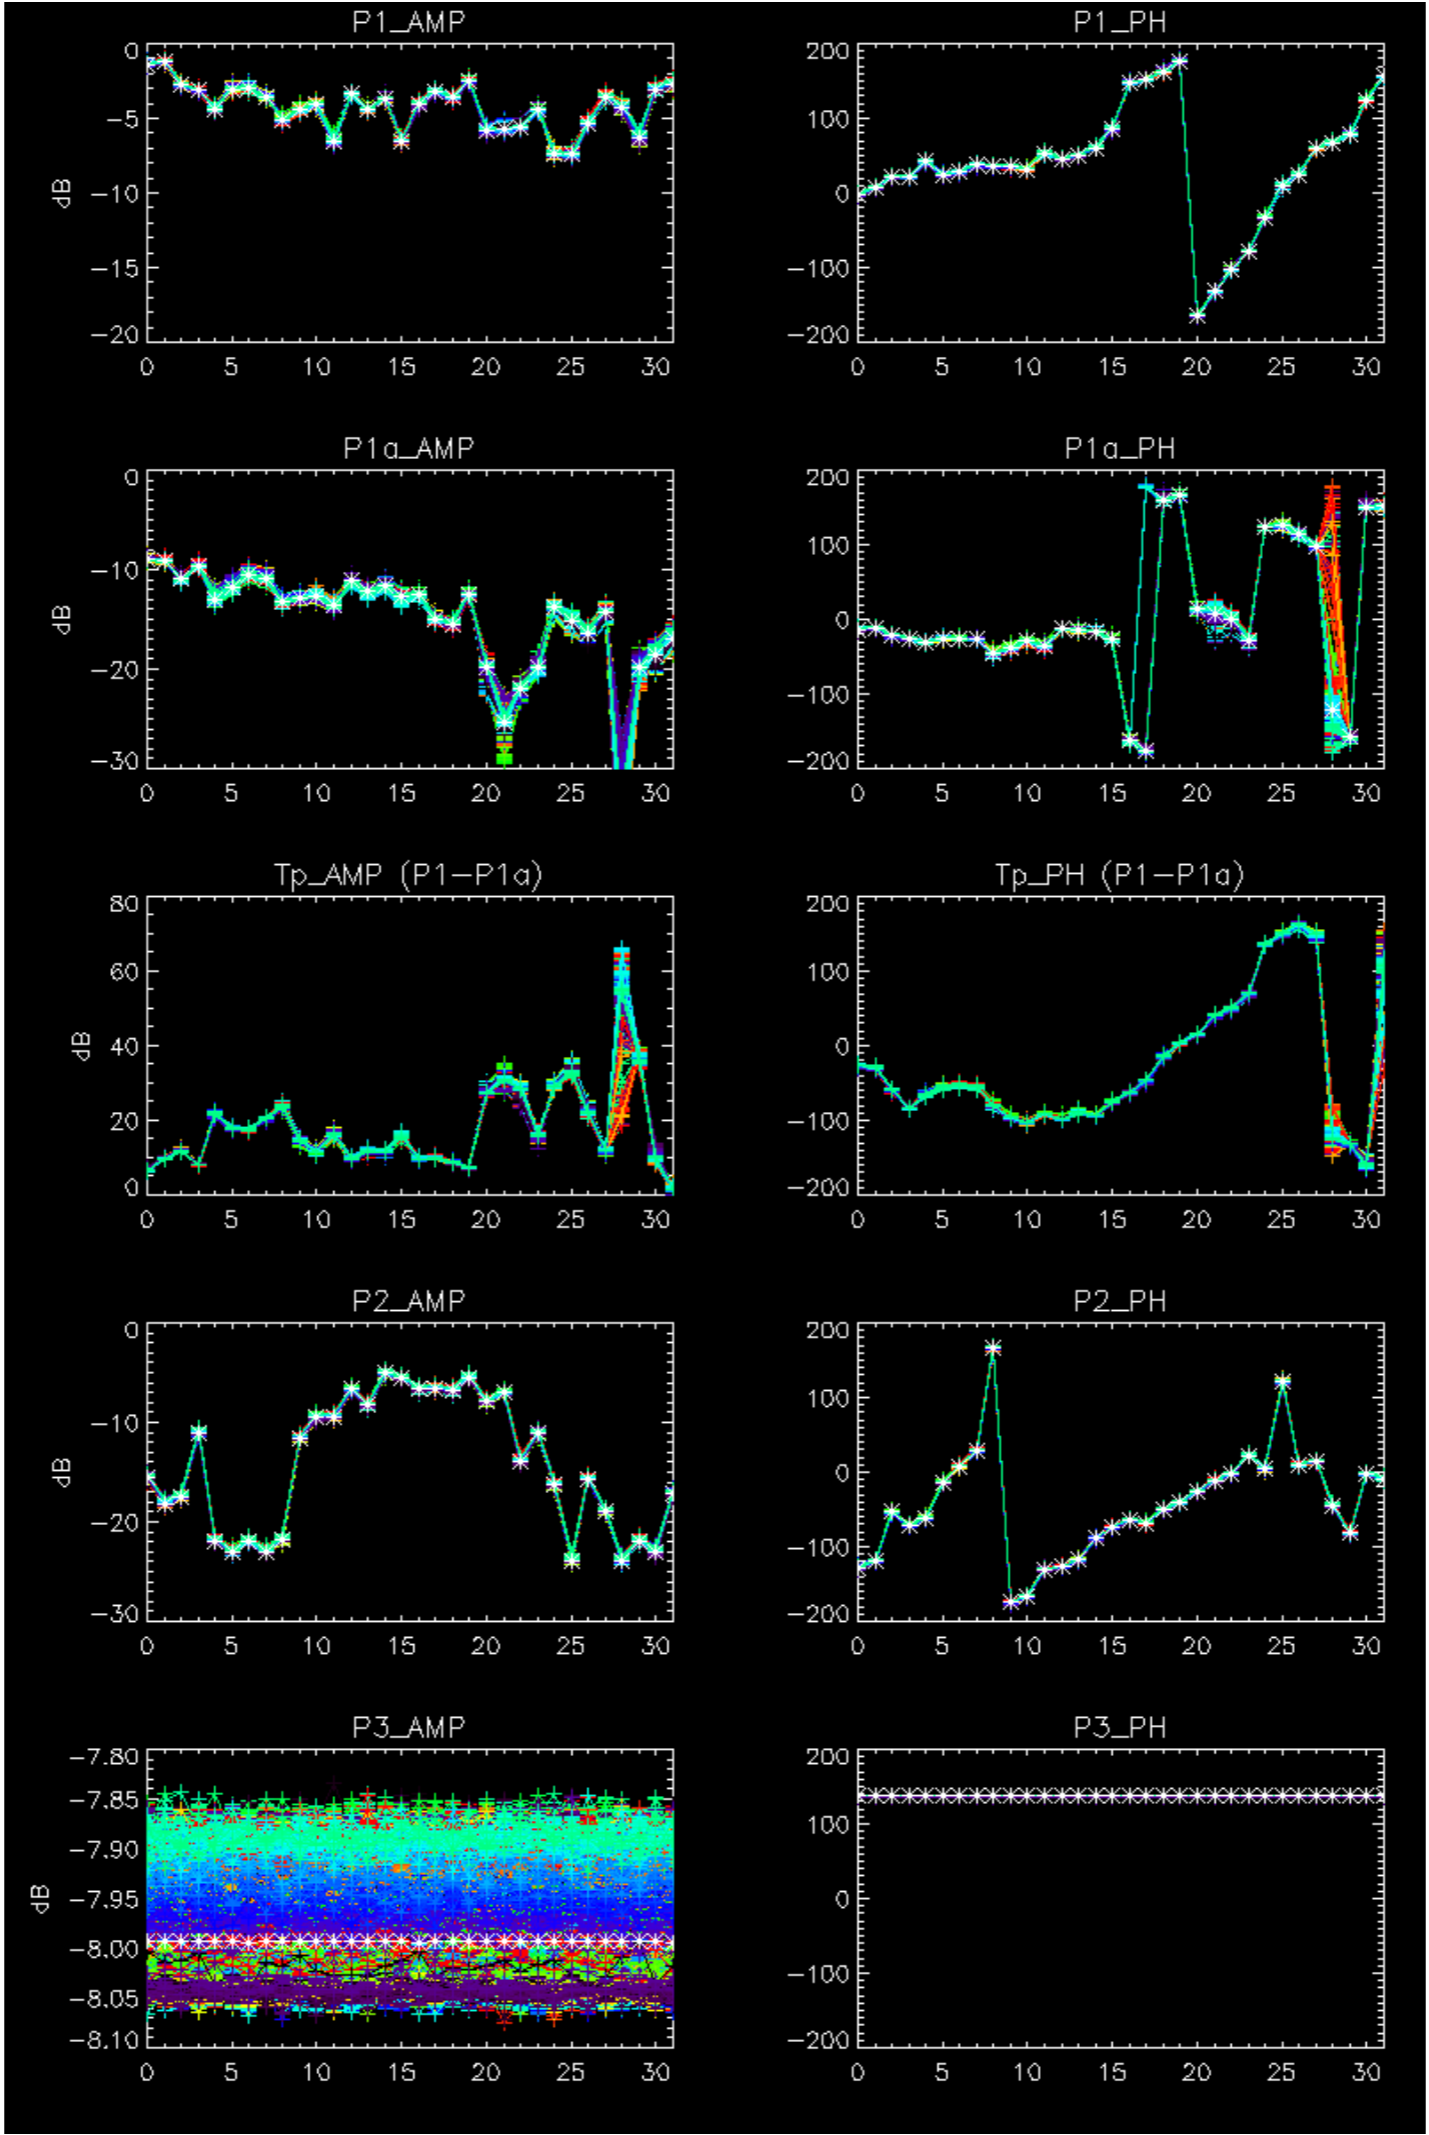 P1_AMP P1_PH
0 200
−5 100
dB −10 0
−15 −100
−20 −200
0 5 10 15 20 25 30 0 5 10 15 20 25 30
P1a_AMP P1a_PH
0 200
−10 100
dB 0
−20 −100
−30 −200
0 5 10 15 20 25 30 0 5 10 15 20 25 30
Tp_AMP (P1−P1a) Tp_PH (P1−P1a)
80 200
60 100
dB 40 0
20 −100
0 −200
0 5 10 15 20 25 30 0 5 10 15 20 25 30
P2_AMP P2_PH
0 200
−10 100
dB 0
−20 −100
−30 −200
0 5 10 15 20 25 30 0 5 10 15 20 25 30
P3_AMP P3_PH
−7.80 200
−7.85 100
−7.90
dB −7.95 0
−8.00
−8.05 −100
−8.10 −200
0 5 10 15 20 25 30 0 5 10 15 20 25 30